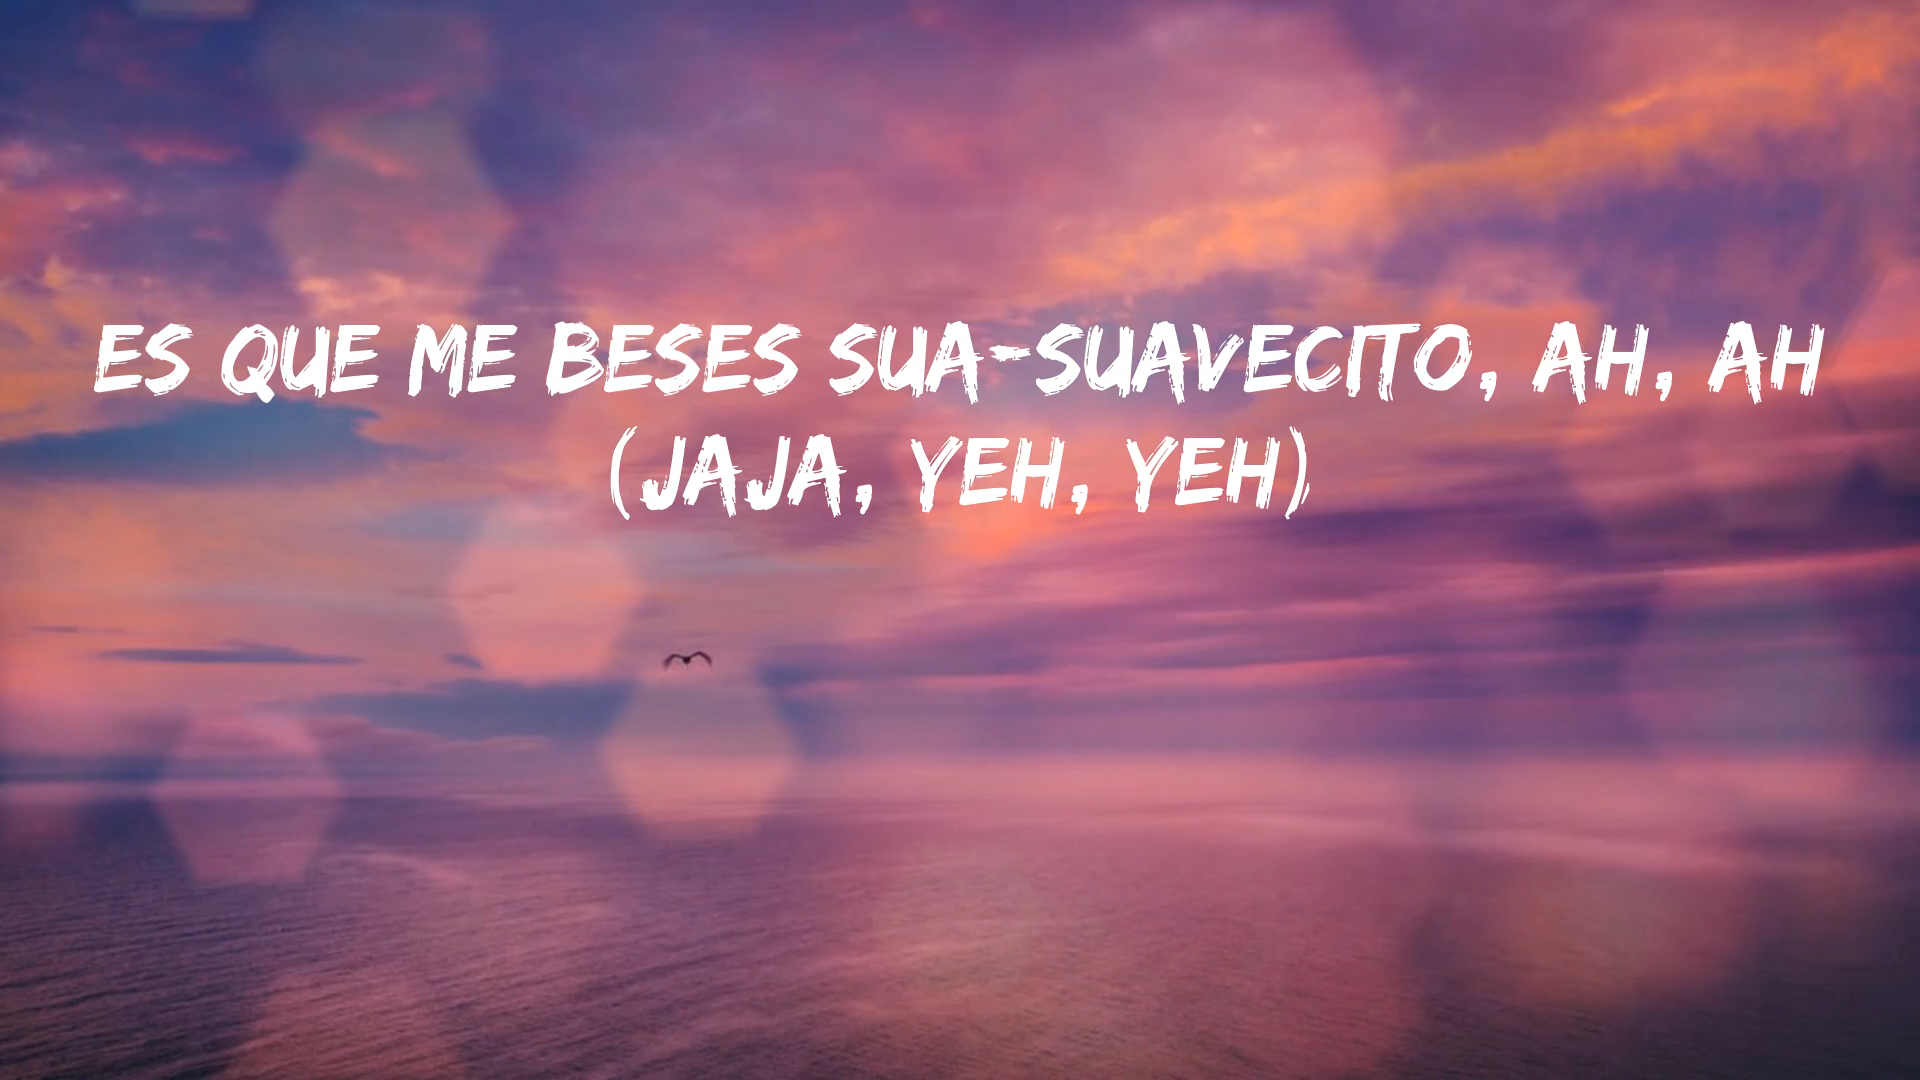 ES QUE ME BESES SUA-SUAVECITO, AH, AH
(JAJA, YEH, YEH)